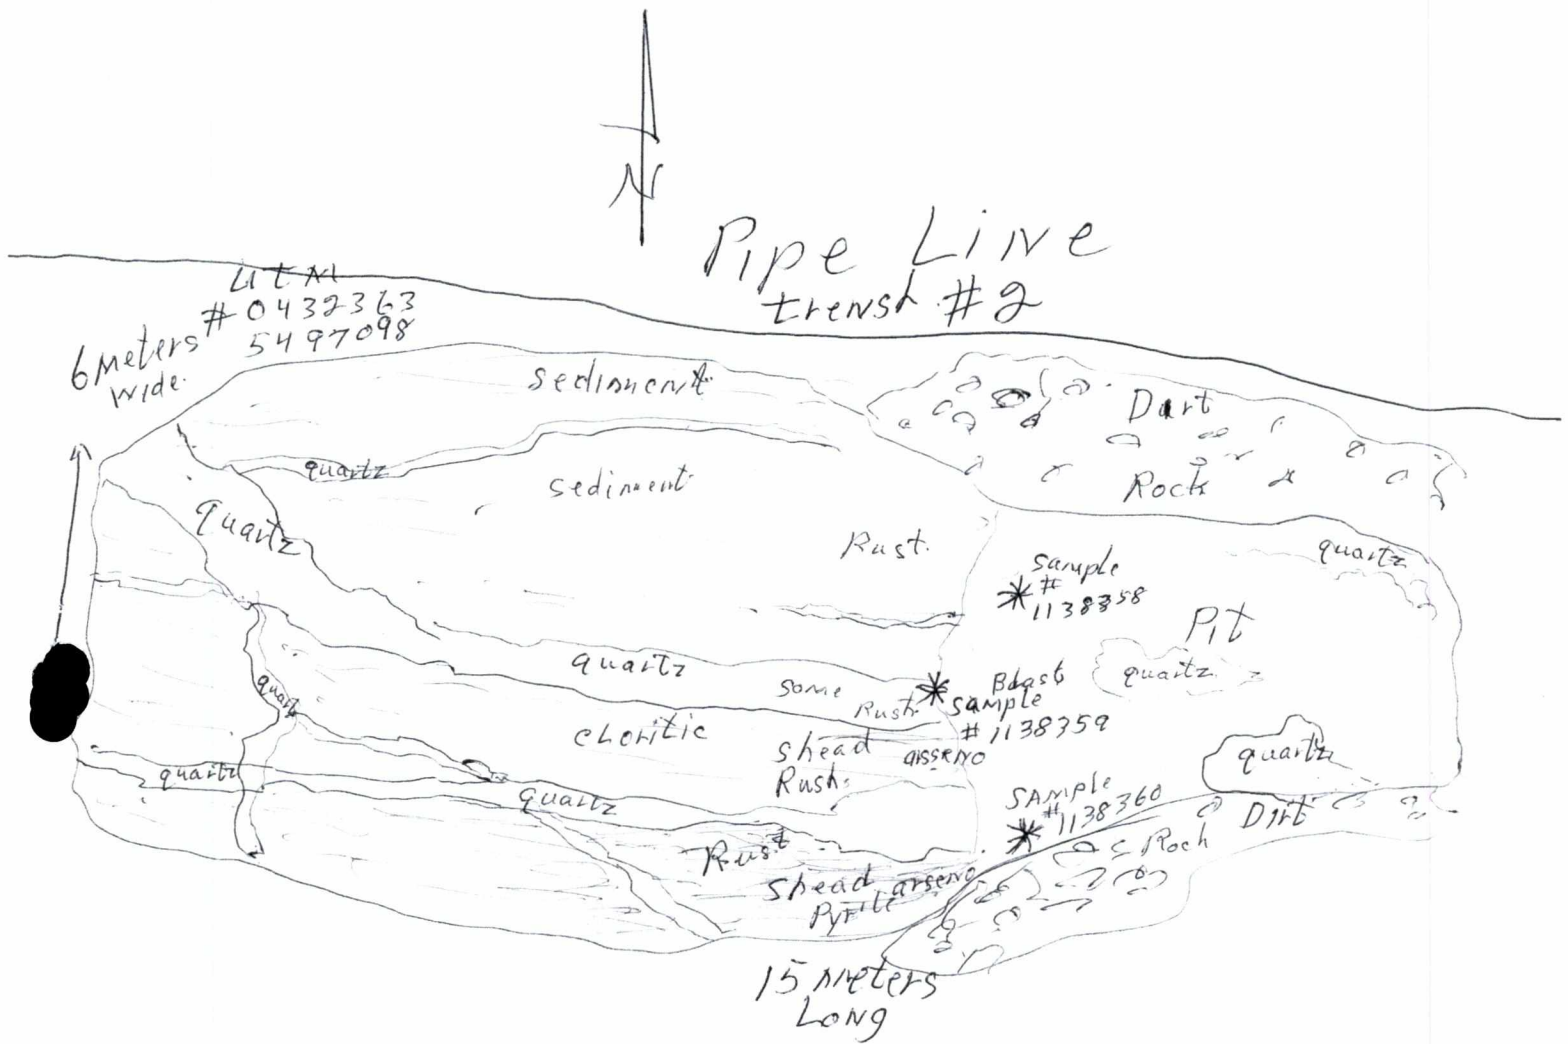 N
Pipe Line
trensh #2
UTM
#0432363
5497098
6 Meters
wide.
sediment
Dart
Rock
quartz
sediment
quartz
Rust.
quartz
sample
#
1138358
Pit
quartz
quartz
some
Rust
Blast
sample
#1138359
quartz
choritic
shead
Rush
arseno
quartz
quartz
quartz
SAmple
#1138360
Dirt
Roch
Rust
Shead arseno
Pyrite
15 Meters
Long